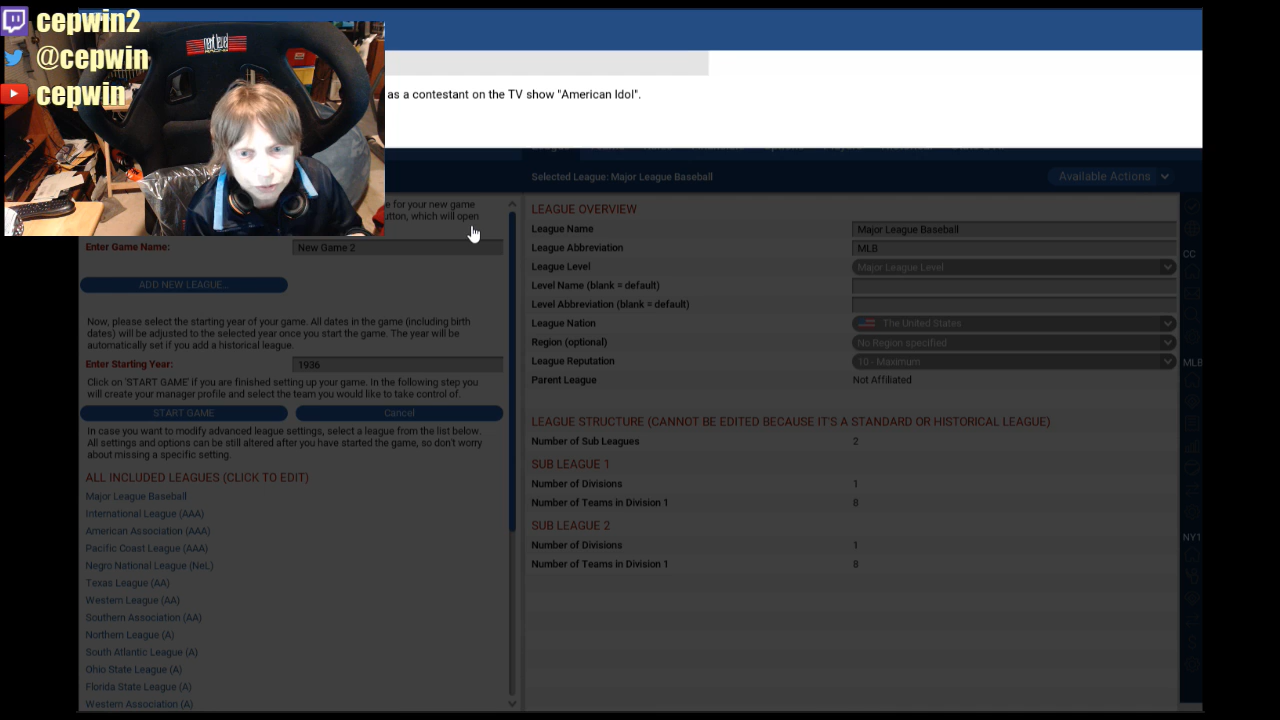 cepwin2
@cepwin
cepwin
next level
as a contestant on the TV show "American Idol".
Selected League: Major League Baseball
Available Actions
e for your new game
utton, which will open
Enter Game Name:
New Game 2
ADD NEW LEAGUE...
Now, please select the starting year of your game. All dates in the game (including birth
dates) will be adjusted to the selected year once you start the game. The year will be
automatically set if you add a historical league.
Enter Starting Year:
1936
Click on 'START GAME' if you are finished setting up your game. In the following step you
will create your manager profile and select the team you would like to take control of.
START GAME
Cancel
In case you want to modify advanced league settings, select a league from the list below.
All settings and options can be still altered after you have started the game, so don't worry
about missing a specific setting.
ALL INCLUDED LEAGUES (CLICK TO EDIT)
Major League Baseball
International League (AAA)
American Association (AAA)
Pacific Coast League (AAA)
Negro National League (NeL)
Texas League (AA)
Western League (AA)
Southern Association (AA)
Northern League (A)
South Atlantic League (A)
Ohio State League (A)
Florida State League (A)
Western Association (A)
LEAGUE OVERVIEW
League Name
Major League Baseball
League Abbreviation
MLB
League Level
Major League Level
Level Name (blank = default)
Level Abbreviation (blank = default)
League Nation
The United States
Region (optional)
No Region specified
League Reputation
10 - Maximum
Parent League
Not Affiliated
LEAGUE STRUCTURE (CANNOT BE EDITED BECAUSE IT'S A STANDARD OR HISTORICAL LEAGUE)
Number of Sub Leagues
2
SUB LEAGUE 1
Number of Divisions
1
Number of Teams in Division 1
8
SUB LEAGUE 2
Number of Divisions
1
Number of Teams in Division 1
8
CC
MLB
NY1